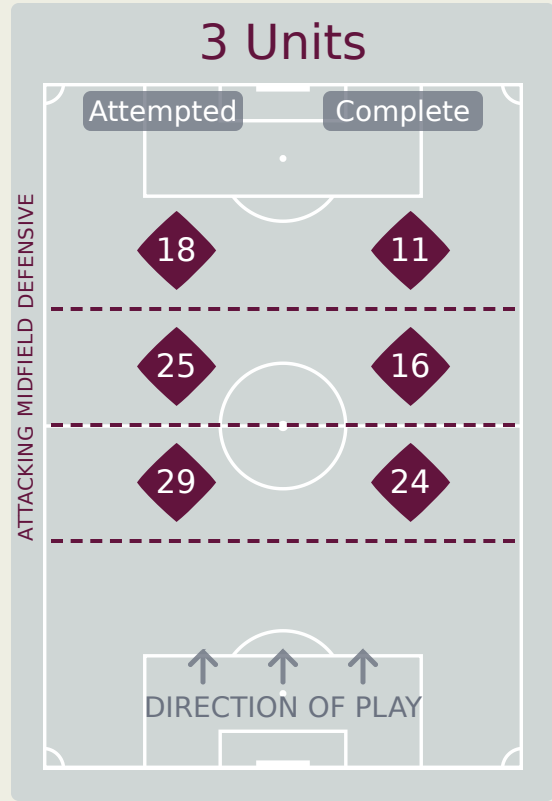 3 Units
Attempted Complete
ATTACKING MIDFIELD DEFENSIVE
18 11
25 16
29 24
DIRECTION OF PLAY